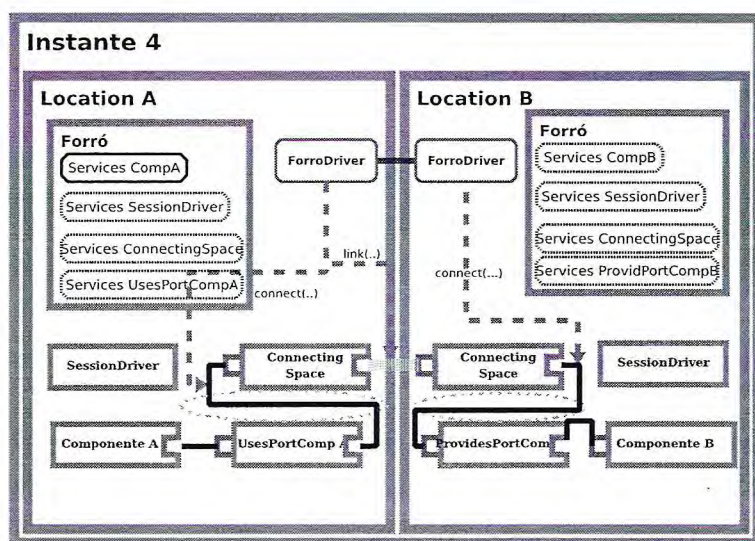 Instante 4
Location A
Location B
Forró
Services CompA
Services SessionDriver
Services ConnectingSpace
Services UsesPortCompA
ForroDriver
ForroDriver
Forró
Services CompB
Services SessionDriver
Services ConnectingSpace
Services ProvidPortCompB
link(..)
connect(..)
connect(...)
SessionDriver
Connecting
Space
Connecting
Space
SessionDriver
Componente A
UsesPortComp A
ProvidesPortCom
Componente B